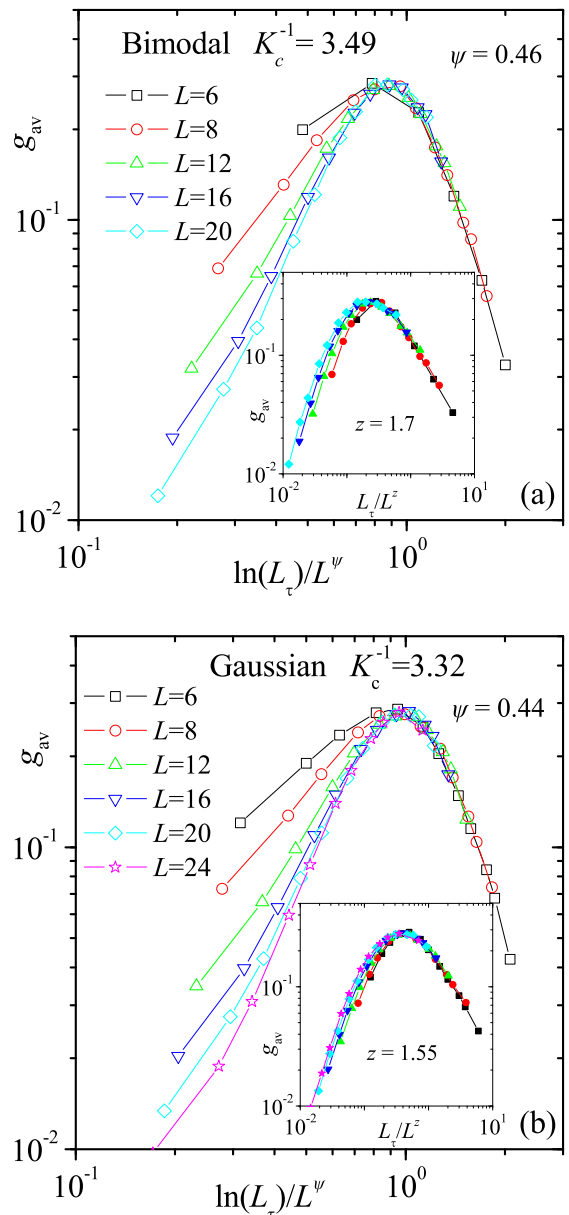 (a)
Bimodal K_c^{-1} = 3.49
ψ = 0.46
L=6
L=8
L=12
L=16
L=20
g_av
10^{-1}
10^{-2}
10^{-1}
10^{0}
ln(L_τ)/L^ψ
10^{-1}
10^{-2}
g_av
z = 1.7
10^{-2}
10^{1}
L_τ/L^z
Gaussian K_c^{-1}=3.32
ψ = 0.44
L=6
L=8
L=12
L=16
L=20
L=24
g_av
10^{-1}
10^{-2}
10^{-1}
10^{0}
ln(L_τ)/L^ψ
10^{-1}
10^{-2}
g_av
z = 1.55
10^{-2}
10^{1}
L_τ/L^z
(b)